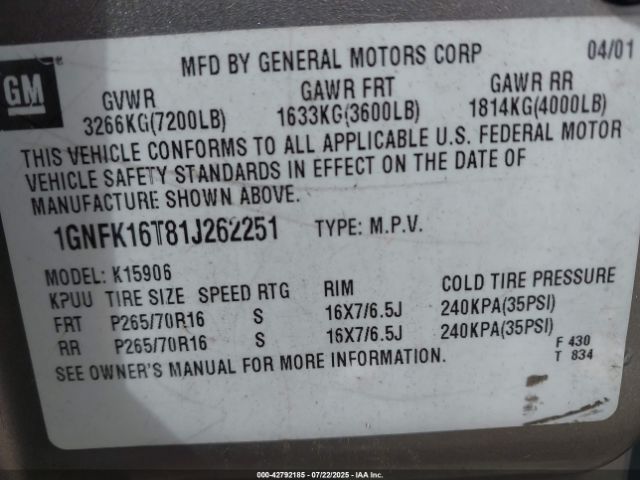 MFD BY GENERAL MOTORS CORP 04/01
GM
GVWR GAWR FRT GAWR RR
3266KG(7200LB) 1633KG(3600LB) 1814KG(4000LB)
THIS VEHICLE CONFORMS TO ALL APPLICABLE U.S. FEDERAL MOTOR
VEHICLE SAFETY STANDARDS IN EFFECT ON THE DATE OF
MANUFACTURE SHOWN ABOVE.
1GNFK16T81J262251 TYPE: M.P.V.
MODEL: K15906
KPUU TIRE SIZE SPEED RTG RIM COLD TIRE PRESSURE
FRT P265/70R16 S 16X7/6.5J 240KPA(35PSI)
RR P265/70R16 S 16X7/6.5J 240KPA(35PSI)
SEE OWNER'S MANUAL FOR MORE INFORMATION.
F 430
T 834
000-42792185 - 07/22/2025 - IAA Inc.